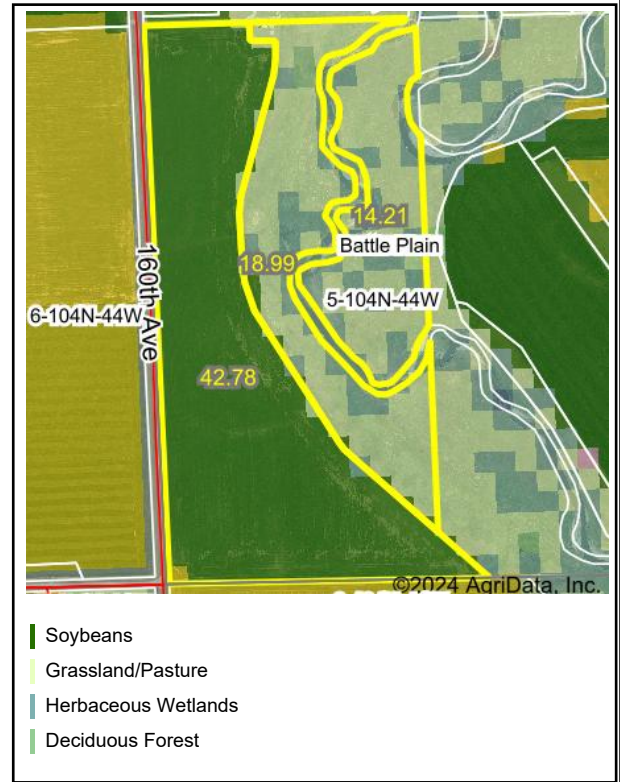 14.21
Battle Plain
18.99
160th Ave
5-104N-44W
6-104N-44W
42.78
©2024 AgriData, Inc.
Soybeans
Grassland/Pasture
Herbaceous Wetlands
Deciduous Forest